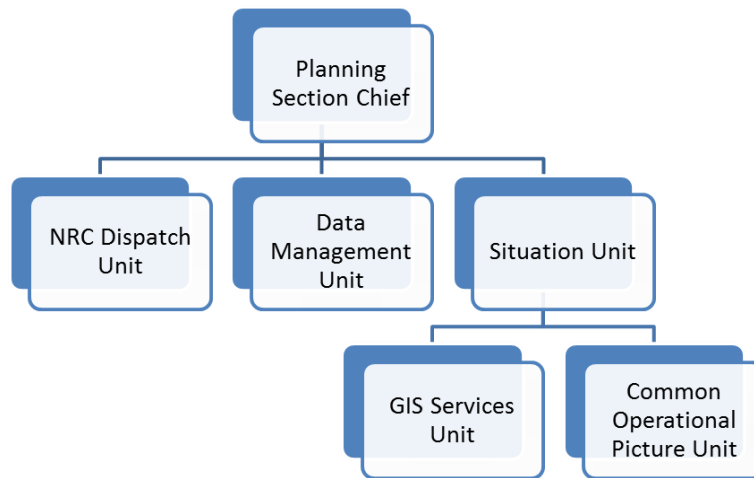 Planning
Section Chief
NRC Dispatch
Unit
Data
Management
Unit
Situation Unit
GIS Services
Unit
Common
Operational
Picture Unit